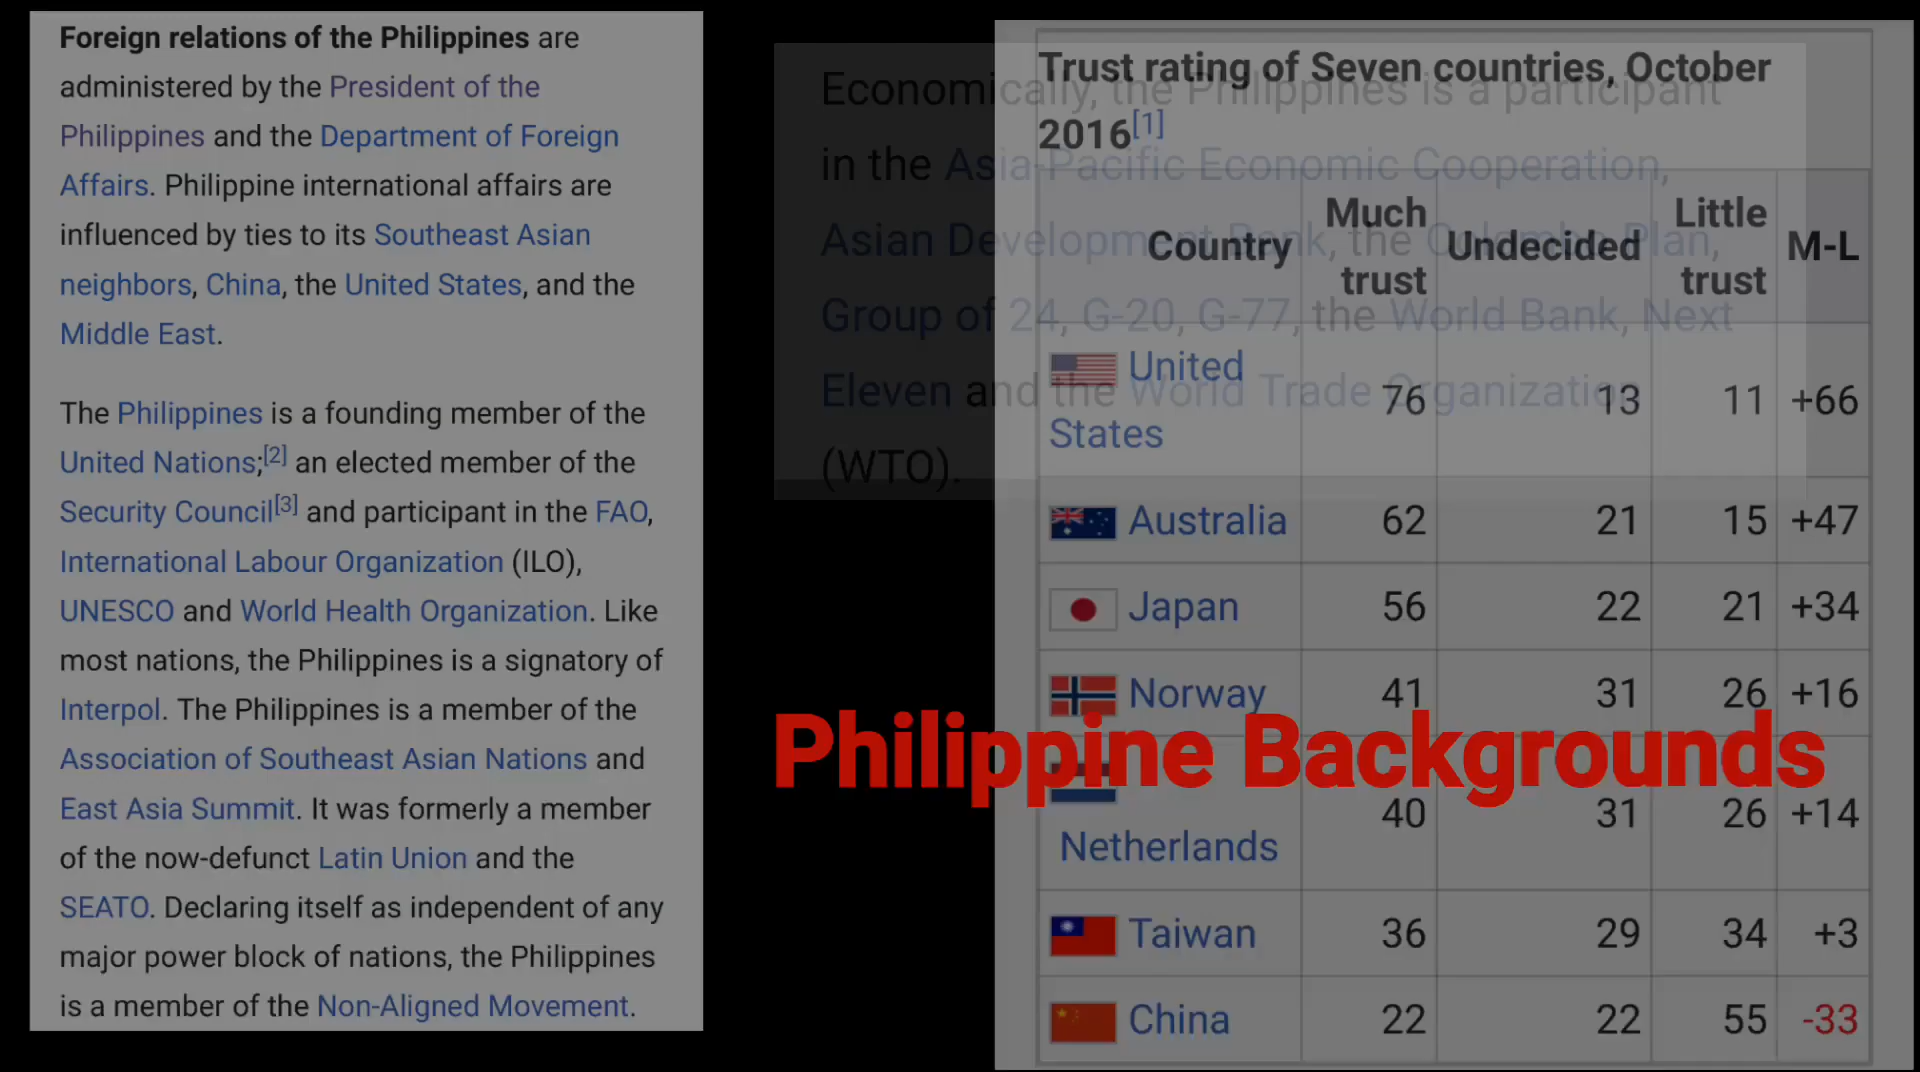 Foreign relations of the Philippines are
administered by the President of the
Philippines and the Department of Foreign
Affairs. Philippine international affairs are
influenced by ties to its Southeast Asian
neighbors, China, the United States, and the
Middle East.
The Philippines is a founding member of the
United Nations;[2] an elected member of the
Security Council[3] and participant in the FAO,
International Labour Organization (ILO),
UNESCO and World Health Organization. Like
most nations, the Philippines is a signatory of
Interpol. The Philippines is a member of the
Association of Southeast Asian Nations and
East Asia Summit. It was formerly a member
of the now-defunct Latin Union and the
SEATO. Declaring itself as independent of any
major power block of nations, the Philippines
is a member of the Non-Aligned Movement.
Economically, the Philippines is a participant
in the Asia-Pacific Economic Cooperation,
Asian Development Bank, the Colombo Plan,
Group of 24, G-20, G-77, the World Bank, Next
Eleven and the World Trade Organization
(WTO).
Trust rating of Seven countries, October
2016[1]
Country Much trust Undecided Little trust M-L
United States 76 13 11 +66
Australia 62 21 15 +47
Japan 56 22 21 +34
Norway 41 31 26 +16
Netherlands 40 31 26 +14
Taiwan 36 29 34 +3
China 22 22 55 -33
Philippine Backgrounds